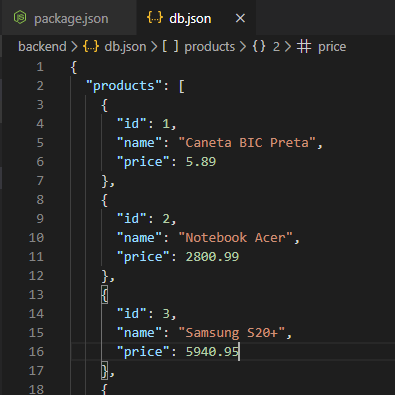 package.json
db.json
backend > db.json > [ ] products > {} 2 > price
1 {
2 "products": [
3 {
4 "id": 1,
5 "name": "Caneta BIC Preta",
6 "price": 5.89
7 },
8 {
9 "id": 2,
10 "name": "Notebook Acer",
11 "price": 2800.99
12 },
13 {
14 "id": 3,
15 "name": "Samsung S20+",
16 "price": 5940.95
17 },
18 {